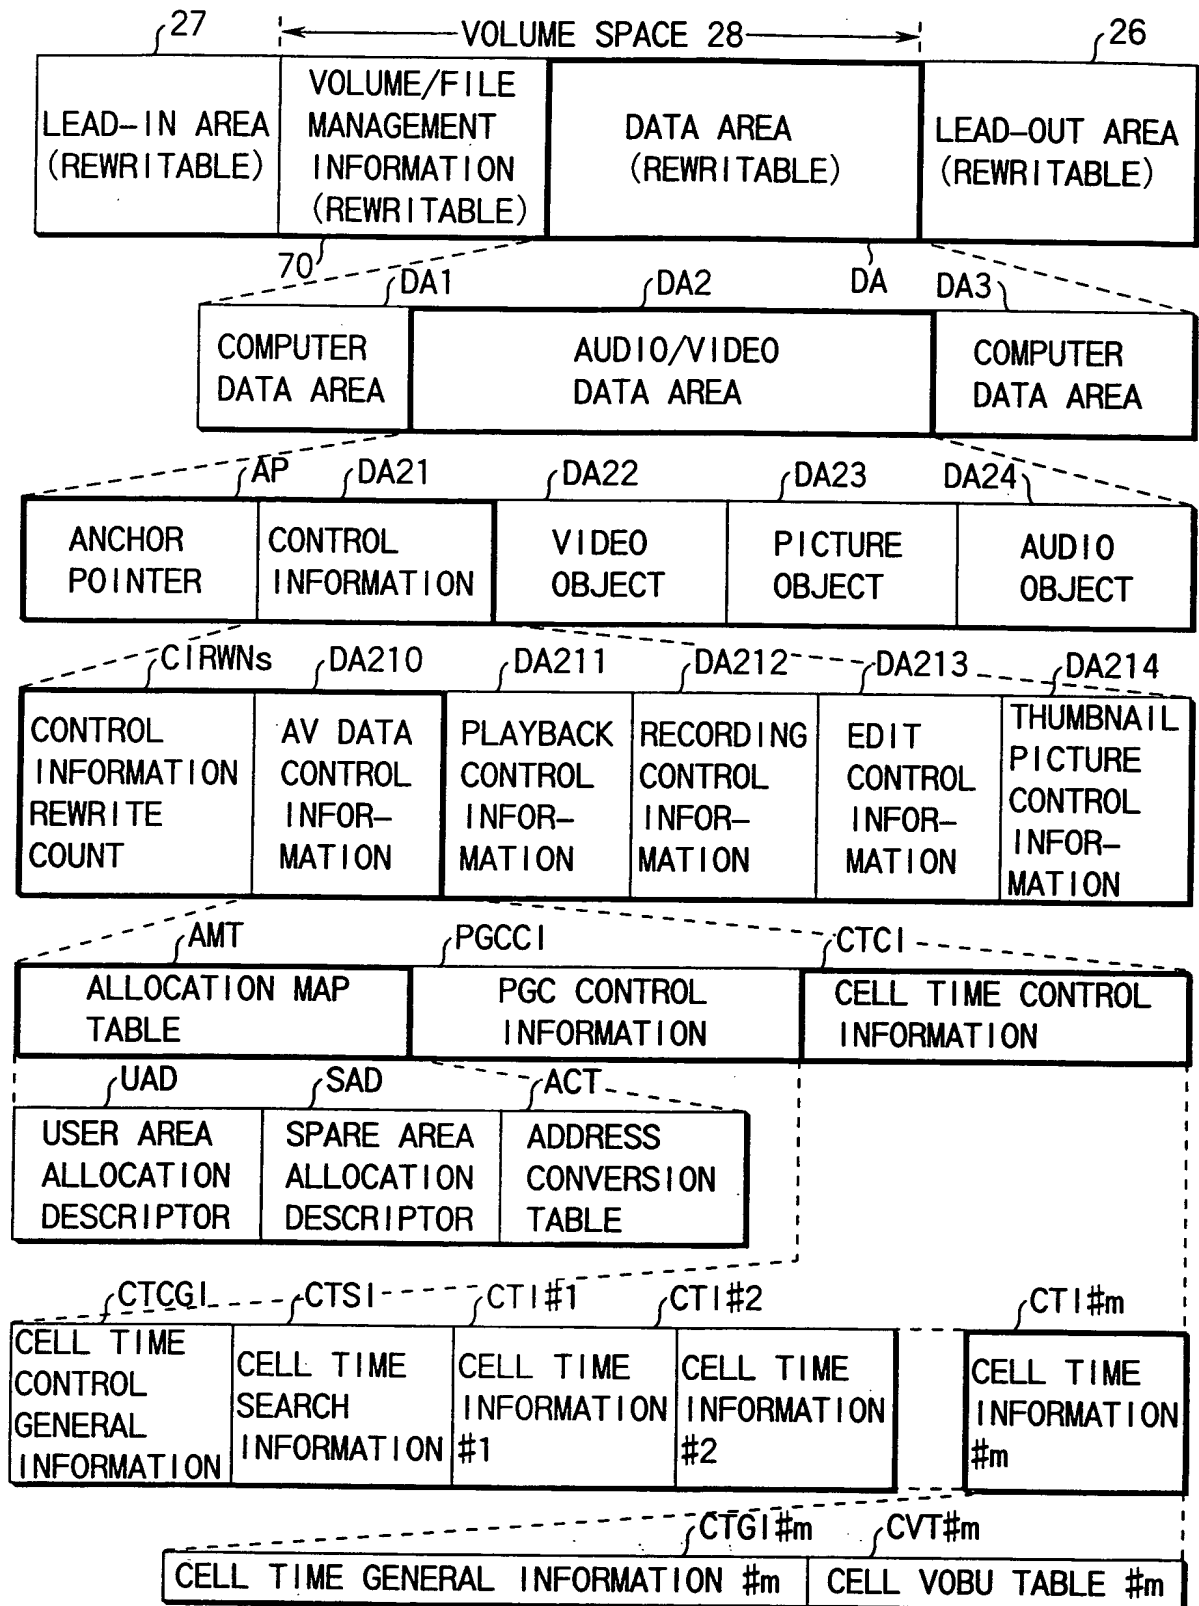 27
VOLUME SPACE 28
26
LEAD-IN AREA
(REWRITABLE)
VOLUME/FILE
MANAGEMENT
INFORMATION
(REWRITABLE)
DATA AREA
(REWRITABLE)
LEAD-OUT AREA
(REWRITABLE)
70
DA
DA1
DA2
DA3
COMPUTER
DATA AREA
AUDIO/VIDEO
DATA AREA
COMPUTER
DATA AREA
AP
DA21
DA22
DA23
DA24
ANCHOR
POINTER
CONTROL
INFORMATION
VIDEO
OBJECT
PICTURE
OBJECT
AUDIO
OBJECT
CIRWNs
DA210
DA211
DA212
DA213
DA214
CONTROL
INFORMATION
REWRITE
COUNT
AV DATA
CONTROL
INFOR-
MATION
PLAYBACK
CONTROL
INFOR-
MATION
RECORDING
CONTROL
INFOR-
MATION
EDIT
CONTROL
INFOR-
MATION
THUMBNAIL
PICTURE
CONTROL
INFOR-
MATION
AMT
PGCCI
CTCI
ALLOCATION MAP
TABLE
PGC CONTROL
INFORMATION
CELL TIME CONTROL
INFORMATION
UAD
SAD
ACT
USER AREA
ALLOCATION
DESCRIPTOR
SPARE AREA
ALLOCATION
DESCRIPTOR
ADDRESS
CONVERSION
TABLE
CTCGI
CTSI
CTI#1
CTI#2
CTI#m
CELL TIME
CONTROL
GENERAL
INFORMATION
CELL TIME
SEARCH
INFORMATION
CELL TIME
INFORMATION
#1
CELL TIME
INFORMATION
#2
CELL TIME
INFORMATION
#m
CTGI#m
CVT#m
CELL TIME GENERAL INFORMATION #m
CELL VOBU TABLE #m